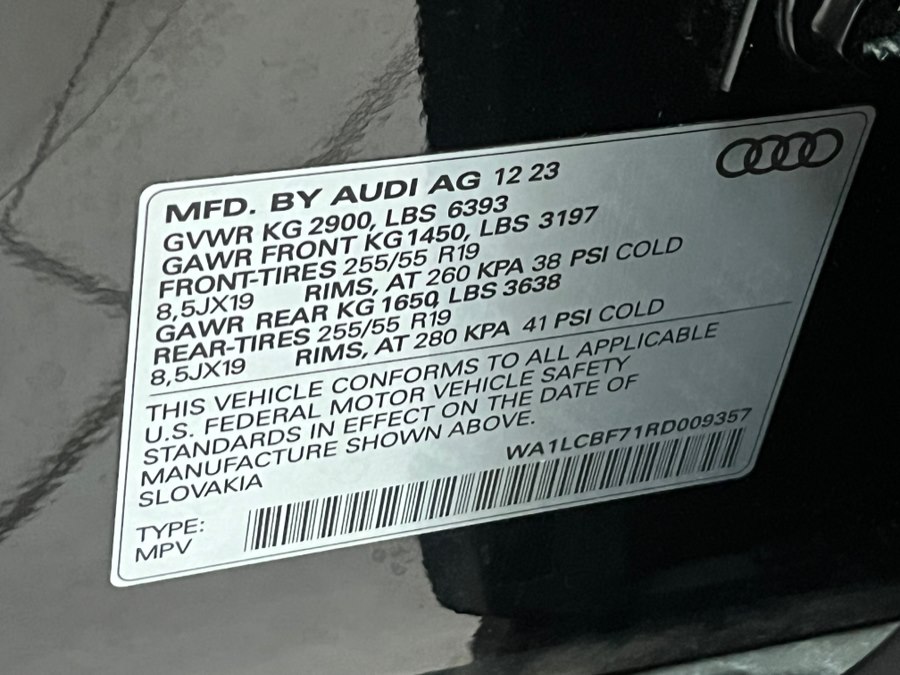 MFD. BY AUDI AG 12 23
GVWR KG 2900, LBS 6393
GAWR FRONT KG 1450, LBS 3197
FRONT-TIRES 255/55 R19
8,5JX19 RIMS, AT 260 KPA 38 PSI COLD
GAWR REAR KG 1650, LBS 3638
REAR-TIRES 255/55 R19
8,5JX19 RIMS, AT 280 KPA 41 PSI COLD
THIS VEHICLE CONFORMS TO ALL APPLICABLE
U.S. FEDERAL MOTOR VEHICLE SAFETY
STANDARDS IN EFFECT ON THE DATE OF
MANUFACTURE SHOWN ABOVE.
SLOVAKIA WA1LCBF71RD009357
TYPE:
MPV